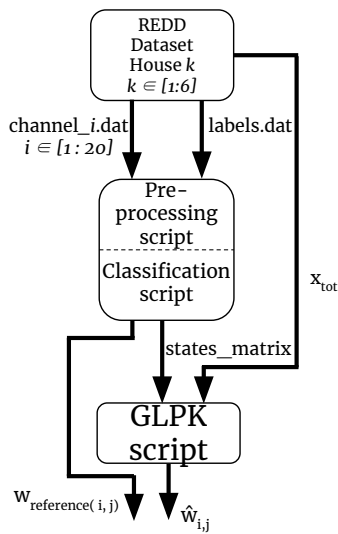 REDD
Dataset
House k
k ∈ [1:6]
channel_i.dat
i ∈ [1 : 20]
labels.dat
Pre-
processing
script
Classification
script
x_tot
states_matrix
GLPK
script
w_reference( i, j)
ŵ_i,j